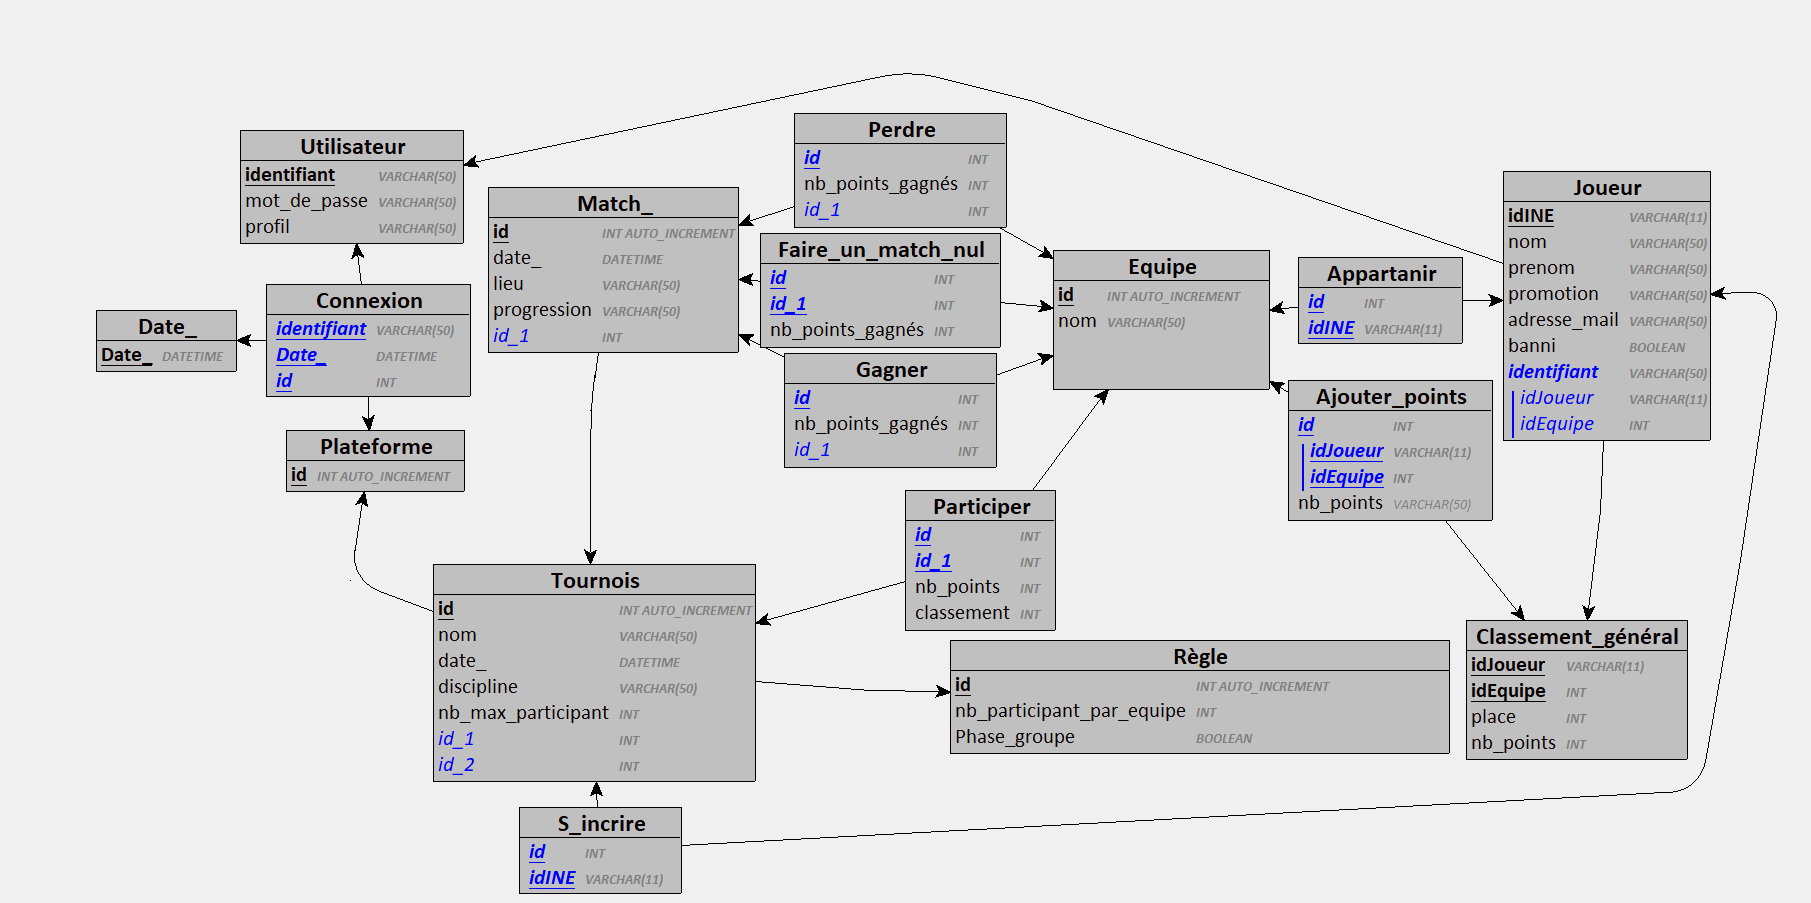 Utilisateur
identifiant VARCHAR(50)
mot_de_passe VARCHAR(50)
profil VARCHAR(50)
Date_
Date_ DATETIME
Connexion
identifiant VARCHAR(50)
Date_ DATETIME
id INT
Plateforme
id INT AUTO_INCREMENT
Match_
id INT AUTO_INCREMENT
date_ DATETIME
lieu VARCHAR(50)
progression VARCHAR(50)
id_1 INT
Perdre
id INT
nb_points_gagnés INT
id_1 INT
Faire_un_match_nul
id INT
id_1 INT
nb_points_gagnés INT
Gagner
id INT
nb_points_gagnés INT
id_1 INT
Equipe
id INT AUTO_INCREMENT
nom VARCHAR(50)
Appartanir
id INT
idINE VARCHAR(11)
Joueur
idINE VARCHAR(11)
nom VARCHAR(50)
prenom VARCHAR(50)
promotion VARCHAR(50)
adresse_mail VARCHAR(50)
banni BOOLEAN
identifiant VARCHAR(50)
idJoueur VARCHAR(11)
idEquipe INT
Ajouter_points
id INT
idJoueur VARCHAR(11)
idEquipe INT
nb_points VARCHAR(50)
Participer
id INT
id_1 INT
nb_points INT
classement INT
Tournois
id INT AUTO_INCREMENT
nom VARCHAR(50)
date_ DATETIME
discipline VARCHAR(50)
nb_max_participant INT
id_1 INT
id_2 INT
Règle
id INT AUTO_INCREMENT
nb_participant_par_equipe INT
Phase_groupe BOOLEAN
Classement_général
idJoueur VARCHAR(11)
idEquipe INT
place INT
nb_points INT
S_incrire
id INT
idINE VARCHAR(11)